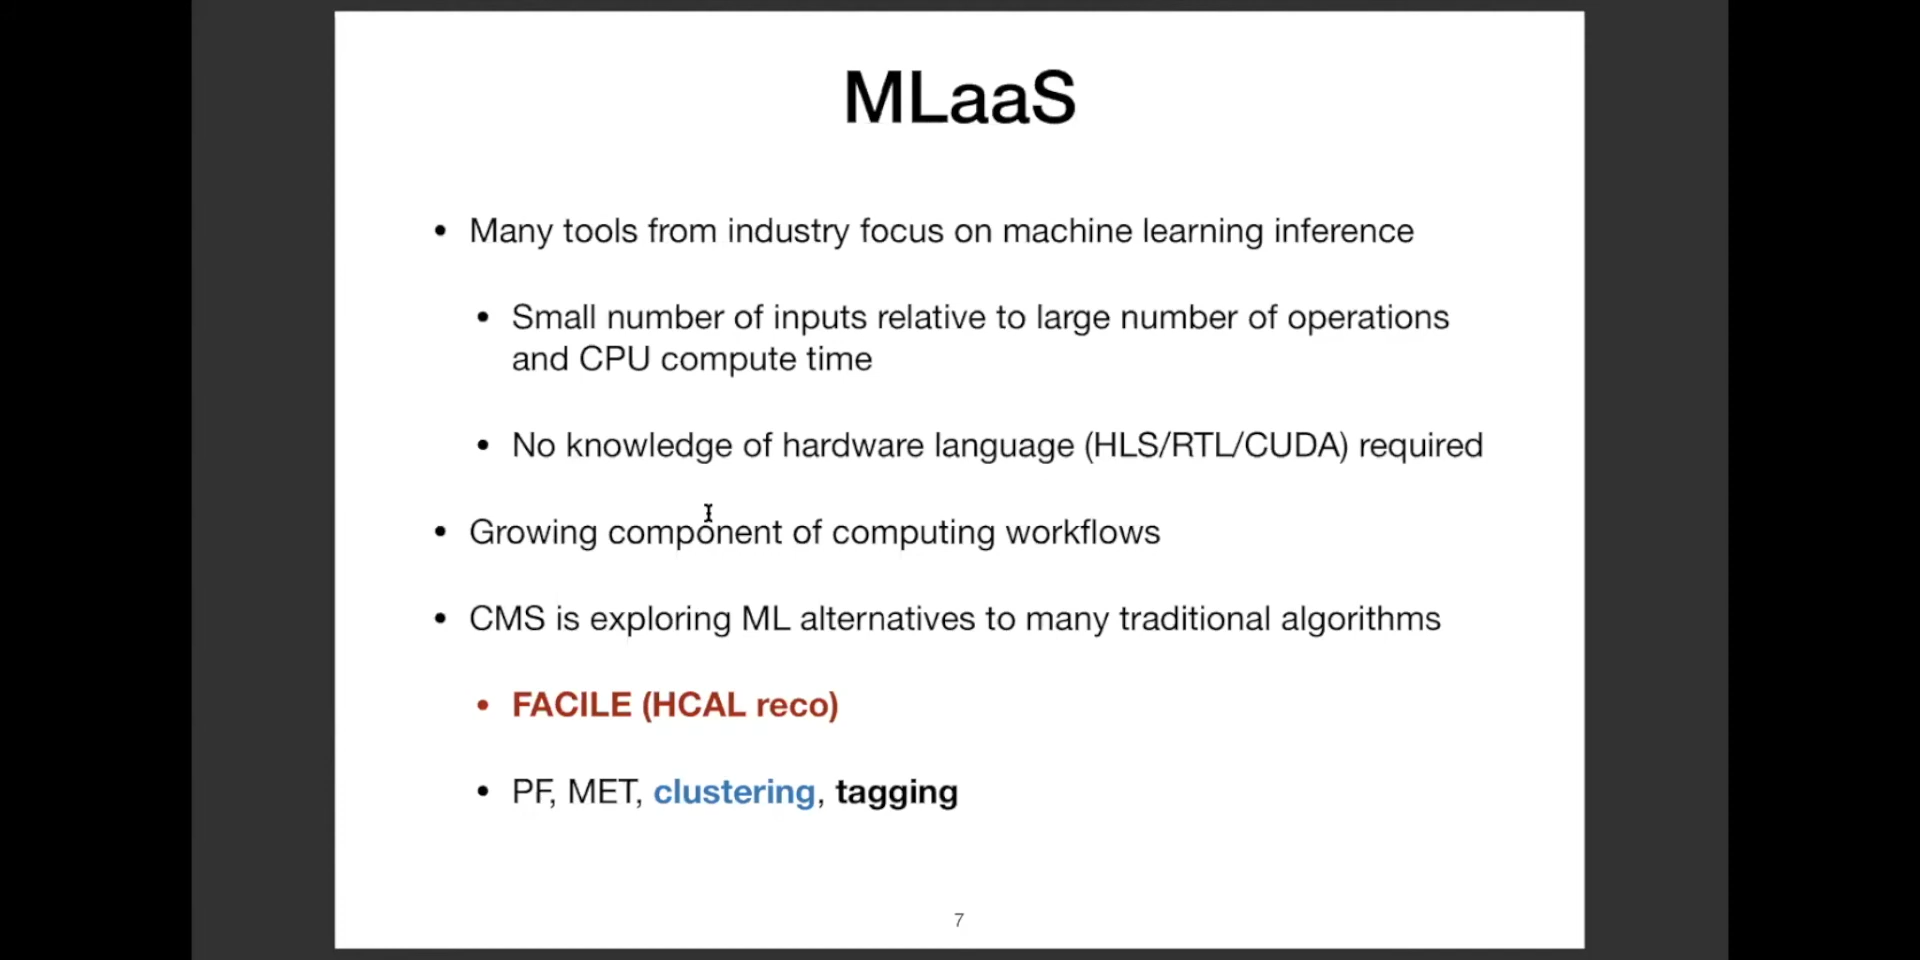 MLaaS
• Many tools from industry focus on machine learning inference
• Small number of inputs relative to large number of operations
and CPU compute time
• No knowledge of hardware language (HLS/RTL/CUDA) required
• Growing component of computing workflows
• CMS is exploring ML alternatives to many traditional algorithms
• FACILE (HCAL reco)
• PF, MET, clustering, tagging
7